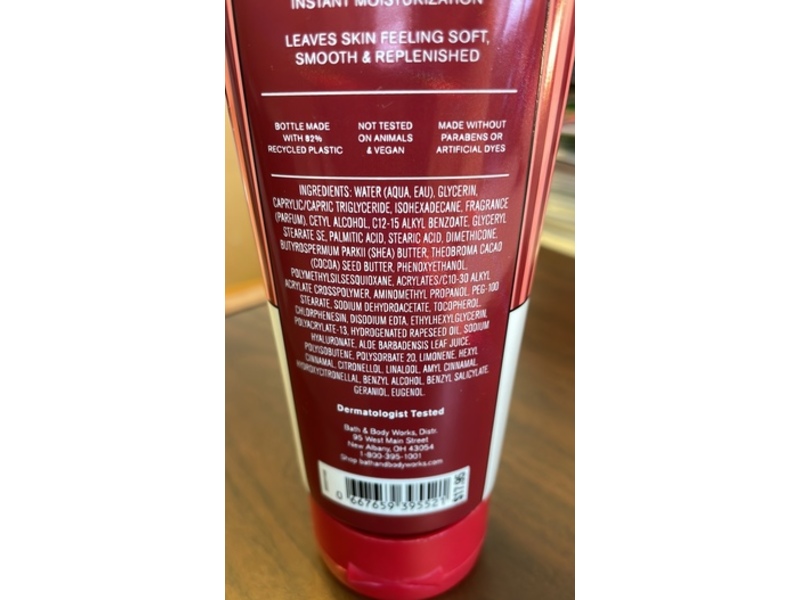 INSTANT MOISTURIZATION
LEAVES SKIN FEELING SOFT,
SMOOTH & REPLENISHED
BOTTLE MADE
WITH 82%
RECYCLED PLASTIC
NOT TESTED
ON ANIMALS
& VEGAN
MADE WITHOUT
PARABENS OR
ARTIFICIAL DYES
INGREDIENTS: WATER (AQUA, EAU), GLYCERIN,
CAPRYLIC/CAPRIC TRIGLYCERIDE, ISOHEXADECANE, FRAGRANCE
(PARFUM), CETYL ALCOHOL, C12-15 ALKYL BENZOATE, GLYCERYL
STEARATE SE, PALMITIC ACID, STEARIC ACID, DIMETHICONE,
BUTYROSPERMUM PARKII (SHEA) BUTTER, THEOBROMA CACAO
(COCOA) SEED BUTTER, PHENOXYETHANOL,
POLYMETHYLSILSESQUIOXANE, ACRYLATES/C10-30 ALKYL
ACRYLATE CROSSPOLYMER, AMINOMETHYL PROPANOL, PEG-100
STEARATE, SODIUM DEHYDROACETATE, TOCOPHEROL,
CHLORPHENESIN, DISODIUM EDTA, ETHYLHEXYLGLYCERIN,
POLYACRYLATE-13, HYDROGENATED RAPESEED OIL, SODIUM
HYALURONATE, ALOE BARBADENSIS LEAF JUICE,
POLYISOBUTENE, POLYSORBATE 20, LIMONENE, HEXYL
CINNAMAL, CITRONELLOL, LINALOOL, AMYL CINNAMAL,
HYDROXYCITRONELLAL, BENZYL ALCOHOL, BENZYL SALICYLATE,
GERANIOL, EUGENOL.
Dermatologist Tested
Bath & Body Works, Distr.
95 West Main Street
New Albany, OH 43054
1-800-395-1001
Shop bathandbodyworks.com
0 667659 395521
$17.95